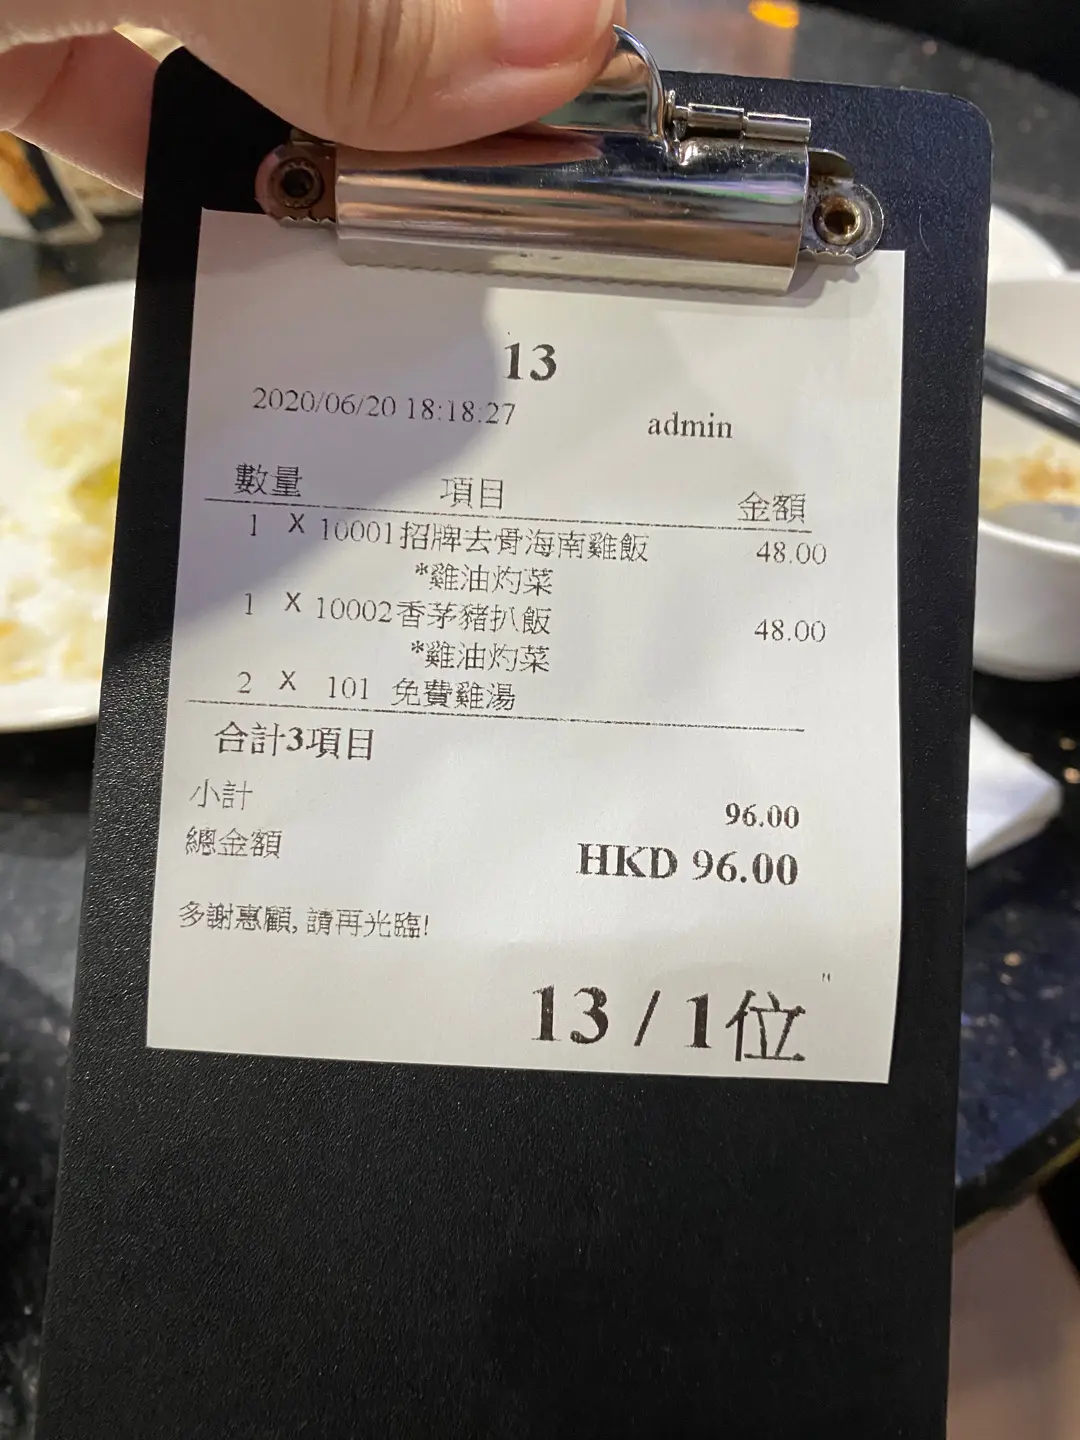 13
2020/06/20 18:18:27 admin
數量 項目 金額
1 X 10001招牌去骨海南雞飯 48.00
*雞油灼菜
1 X 10002香茅豬扒飯 48.00
*雞油灼菜
2 X 101 免費雞湯
合計3項目
小計 96.00
總金額 HKD 96.00
多謝惠顧, 請再光臨!
"
13 / 1位